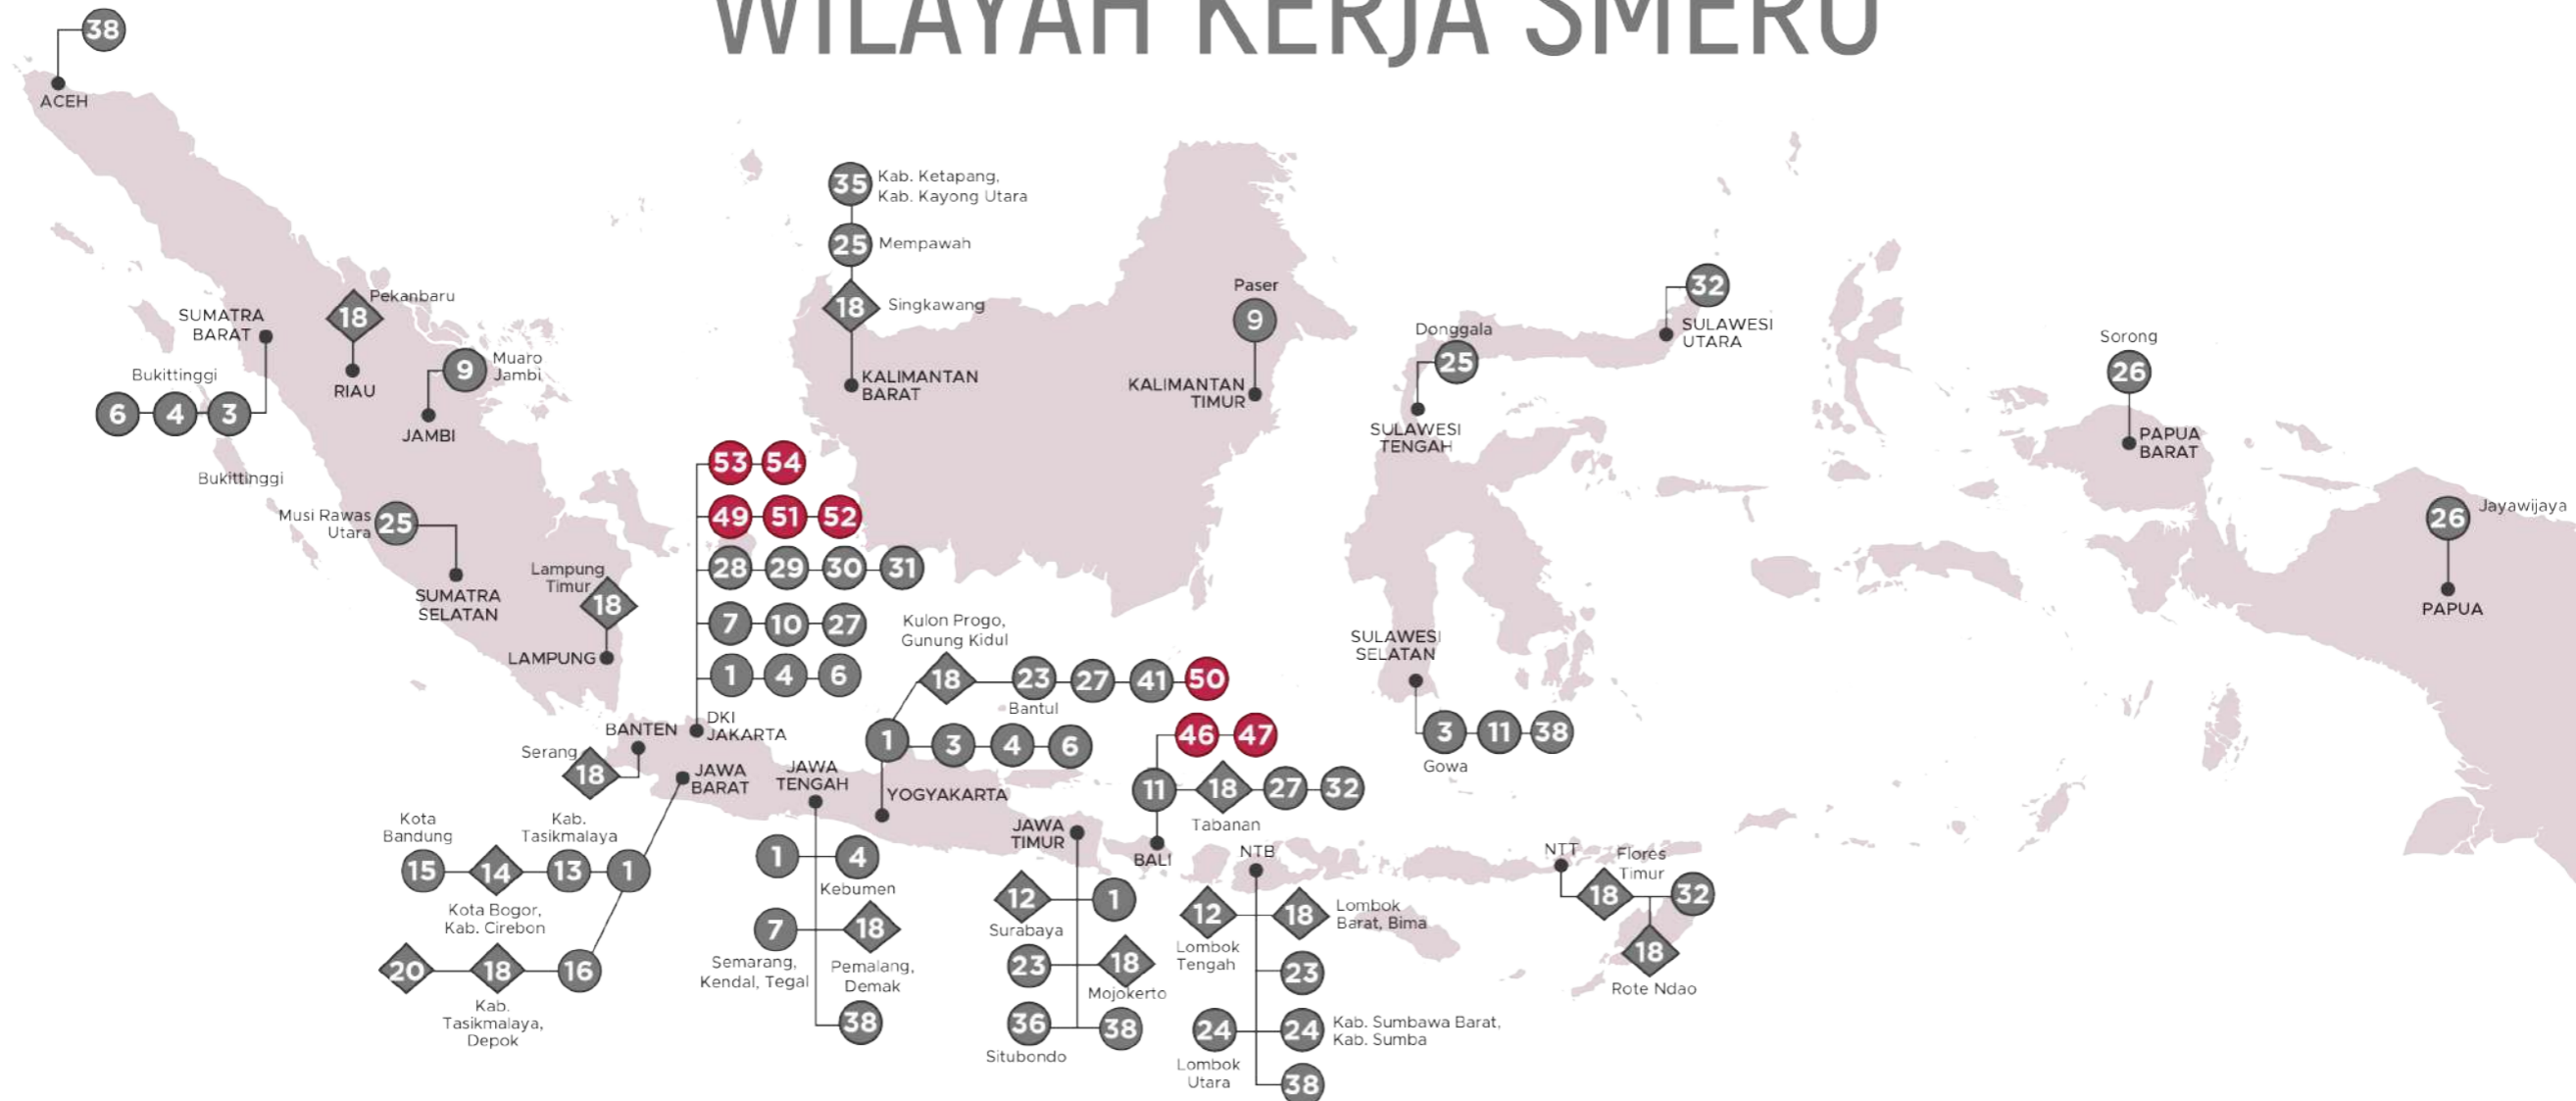 WILAYAH KERJA SMERU
38
ACEH
35
Kab. Ketapang,
Kab. Kayong Utara
25
Mempawah
18
Singkawang
KALIMANTAN
BARAT
Paser
9
KALIMANTAN
TIMUR
32
SULAWESI
UTARA
Donggala
25
SULAWESI
TENGAH
Sorong
26
PAPUA
BARAT
26
Jayawijaya
PAPUA
SUMATRA
BARAT
Bukittinggi
6 4 3
Bukittinggi
Pekanbaru
18
RIAU
9
Muaro
Jambi
JAMBI
Musi Rawas
Utara
25
SUMATRA
SELATAN
Lampung
Timur
18
LAMPUNG
53 54
49 51 52
28 29 30 31
7 10 27
1 4 6
DKI
JAKARTA
BANTEN
Serang
18
JAWA
BARAT
Kota
Bandung
Kab.
Tasikmalaya
15 14 13 1
Kota Bogor,
Kab. Cirebon
20 18 16
Kab.
Tasikmalaya,
Depok
JAWA
TENGAH
1 4
Kebumen
7 18
Semarang,
Kendal, Tegal
Pemalang,
Demak
38
Kulon Progo,
Gunung Kidul
18 23 27 41 50
Bantul
1 3 4 6
YOGYAKARTA
JAWA
TIMUR
12 1
Surabaya
23 18
Mojokerto
36 38
Situbondo
46 47
11 18 27 32
Tabanan
BALI
NTB
12 18
Lombok
Barat, Bima
Lombok
Tengah
23
24 24
Kab. Sumbawa Barat,
Kab. Sumba
Lombok
Utara
38
SULAWESI
SELATAN
3 11 38
Gowa
NTT
Flores
Timur
18 32
18
Rote Ndao